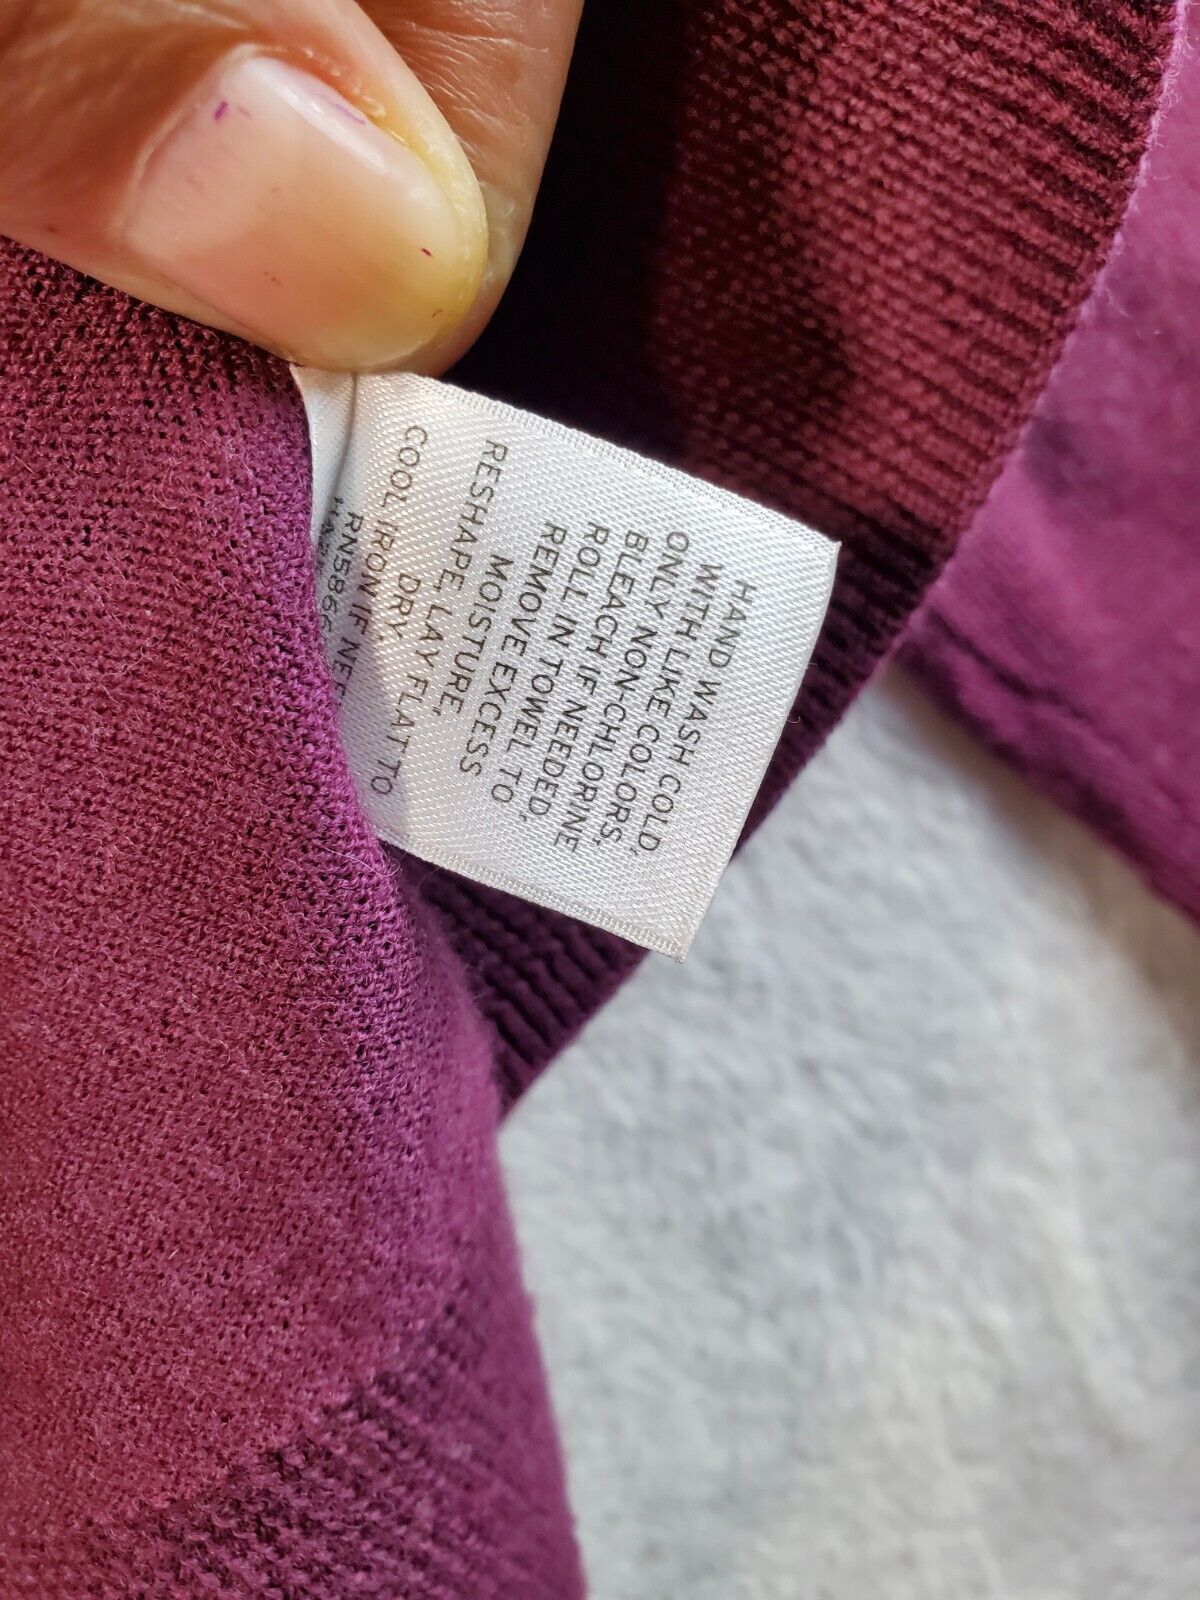 HAND WASH COLD,
WITH LIKE COLORS,
ONLY NON-CHLORINE
BLEACH IF NEEDED,
ROLL IN TOWEL TO
REMOVE EXCESS
MOISTURE,
RESHAPE, LAY FLAT TO
DRY
COOL IRON IF